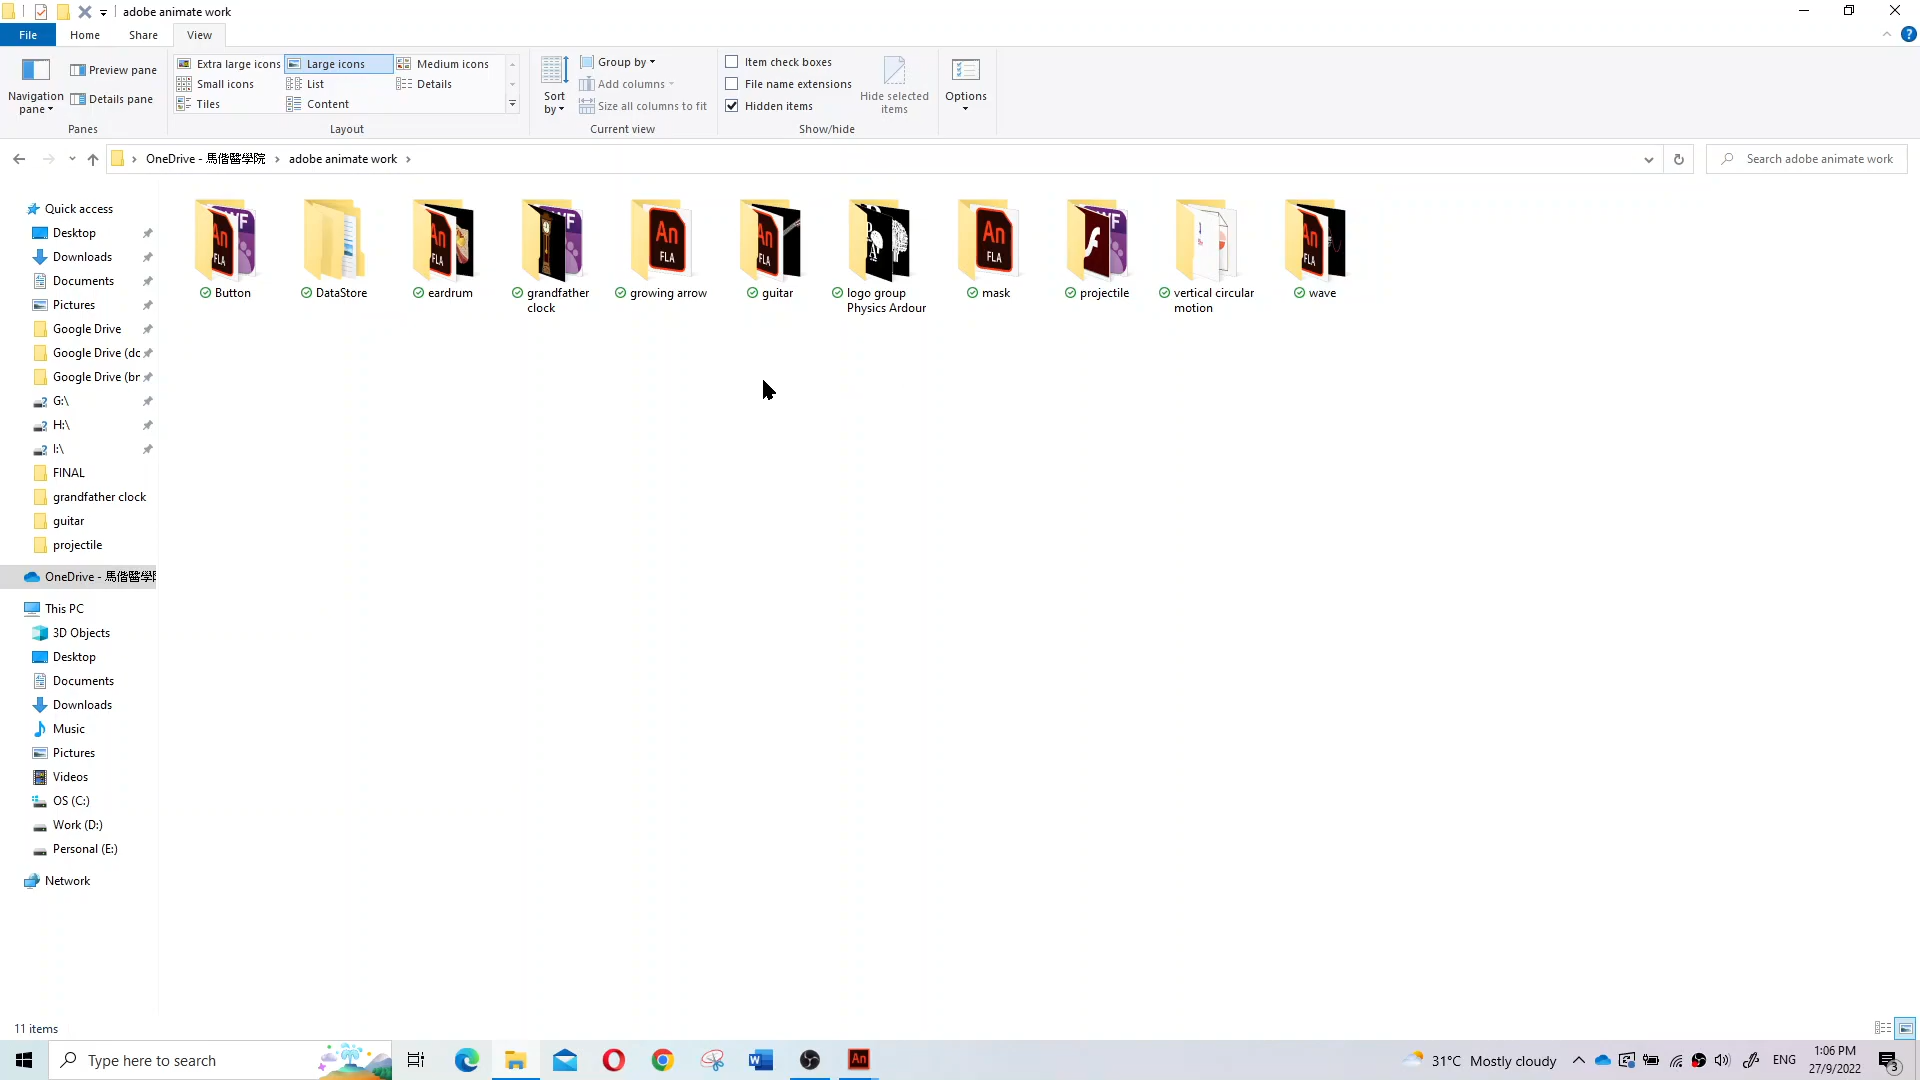 adobe animate work
File Home Share View
Navigation pane
Preview pane
Details pane
Panes
Extra large icons Large icons Medium icons
Small icons List Details
Tiles Content
Layout
Sort by
Group by
Add columns
Size all columns to fit
Current view
Item check boxes
File name extensions
Hidden items
Hide selected items
Show/hide
Options
OneDrive - 馬偕醫學院 › adobe animate work ›
Search adobe animate work
Quick access
Desktop
Downloads
Documents
Pictures
Google Drive
Google Drive (dc
Google Drive (br
G:\
H:\
I:\
FINAL
grandfather clock
guitar
projectile
OneDrive - 馬偕醫學院
This PC
3D Objects
Desktop
Documents
Downloads
Music
Pictures
Videos
OS (C:)
Work (D:)
Personal (E:)
Network
Button
DataStore
eardrum
grandfather
clock
growing arrow
guitar
logo group
Physics Ardour
mask
projectile
vertical circular
motion
wave
11 items
Type here to search
31°C Mostly cloudy
ENG
1:06 PM
27/9/2022
3